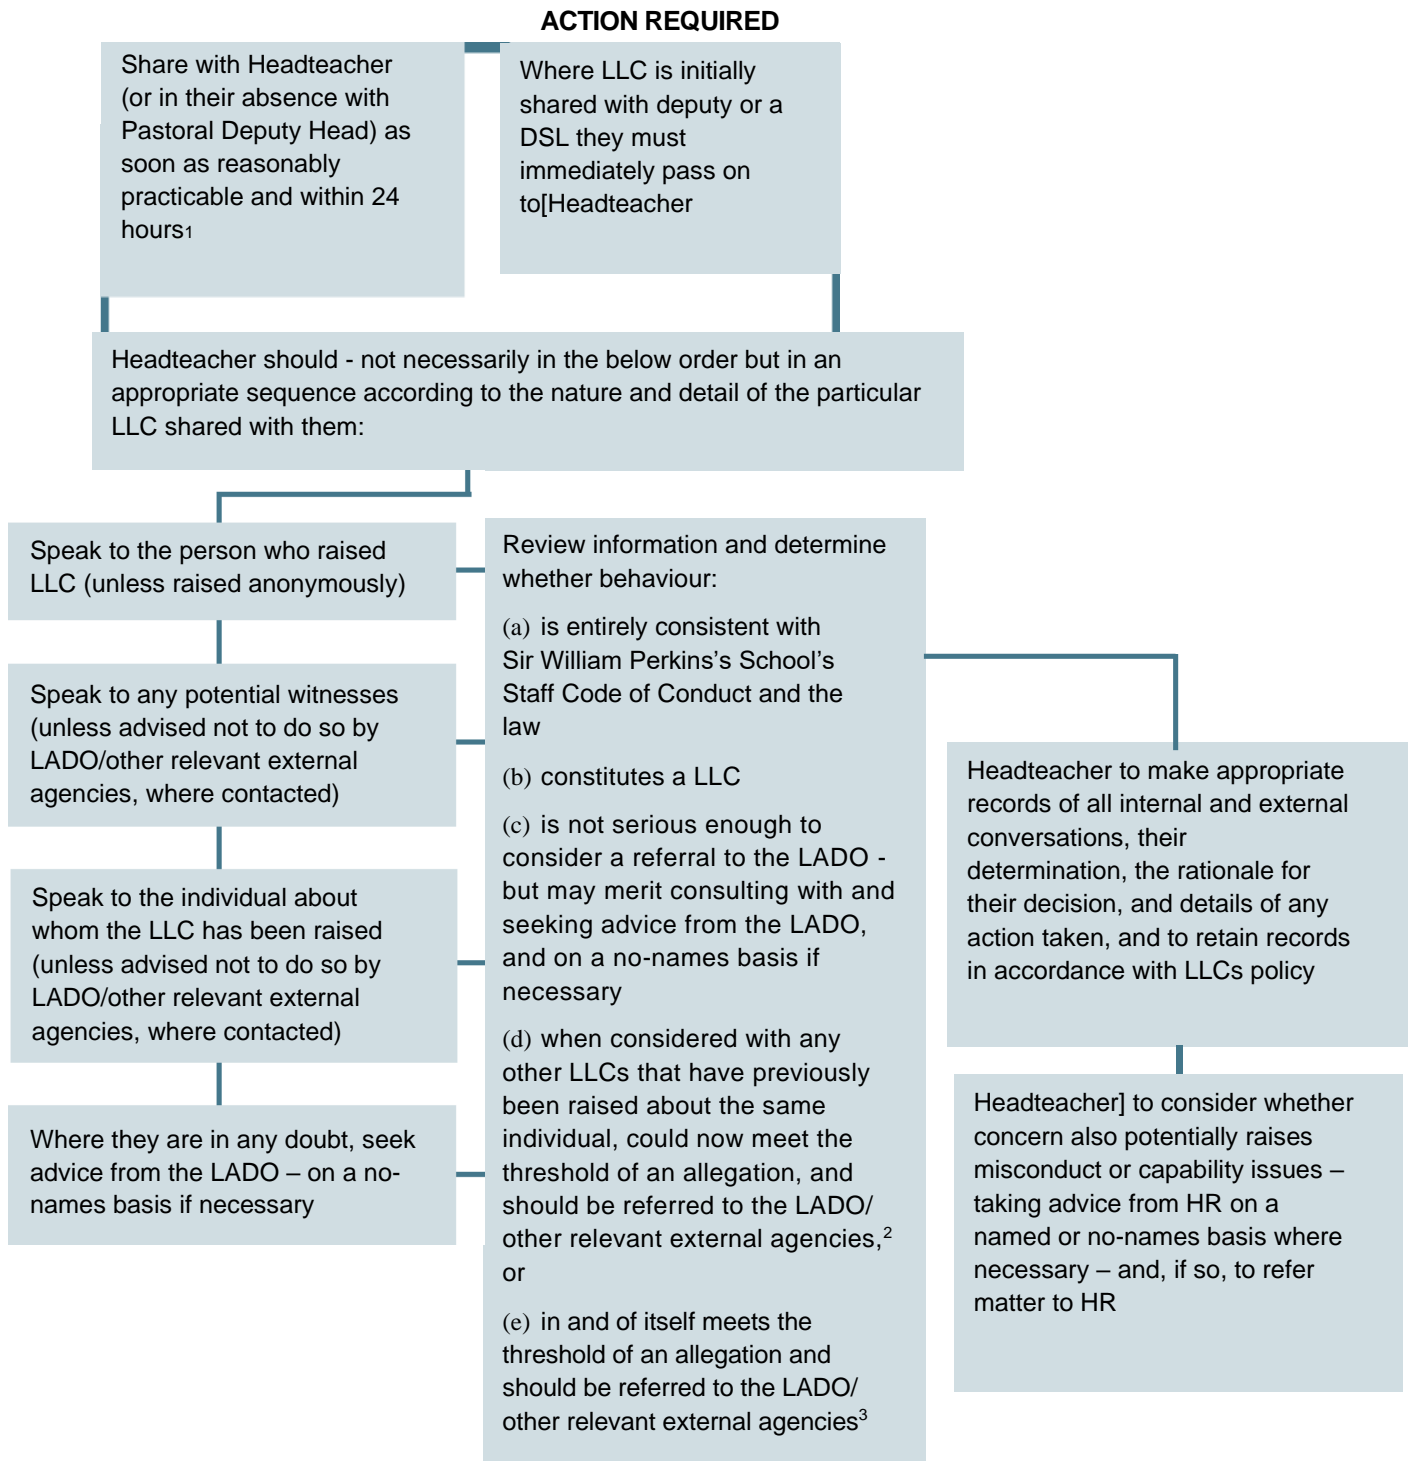 ACTION REQUIRED
Share with Headteacher
(or in their absence with
Pastoral Deputy Head) as
soon as reasonably
practicable and within 24
hours1
Where LLC is initially
shared with deputy or a
DSL they must
immediately pass on
to[Headteacher
Headteacher should - not necessarily in the below order but in an
appropriate sequence according to the nature and detail of the particular
LLC shared with them:
Speak to the person who raised
LLC (unless raised anonymously)
Speak to any potential witnesses
(unless advised not to do so by
LADO/other relevant external
agencies, where contacted)
Speak to the individual about
whom the LLC has been raised
(unless advised not to do so by
LADO/other relevant external
agencies, where contacted)
Where they are in any doubt, seek
advice from the LADO – on a no-
names basis if necessary
Review information and determine
whether behaviour:
(a) is entirely consistent with
Sir William Perkins’s School’s
Staff Code of Conduct and the
law
(b) constitutes a LLC
(c) is not serious enough to
consider a referral to the LADO -
but may merit consulting with and
seeking advice from the LADO,
and on a no-names basis if
necessary
(d) when considered with any
other LLCs that have previously
been raised about the same
individual, could now meet the
threshold of an allegation, and
should be referred to the LADO/
other relevant external agencies,2
or
(e) in and of itself meets the
threshold of an allegation and
should be referred to the LADO/
other relevant external agencies3
Headteacher to make appropriate
records of all internal and external
conversations, their
determination, the rationale for
their decision, and details of any
action taken, and to retain records
in accordance with LLCs policy
Headteacher] to consider whether
concern also potentially raises
misconduct or capability issues –
taking advice from HR on a
named or no-names basis where
necessary – and, if so, to refer
matter to HR